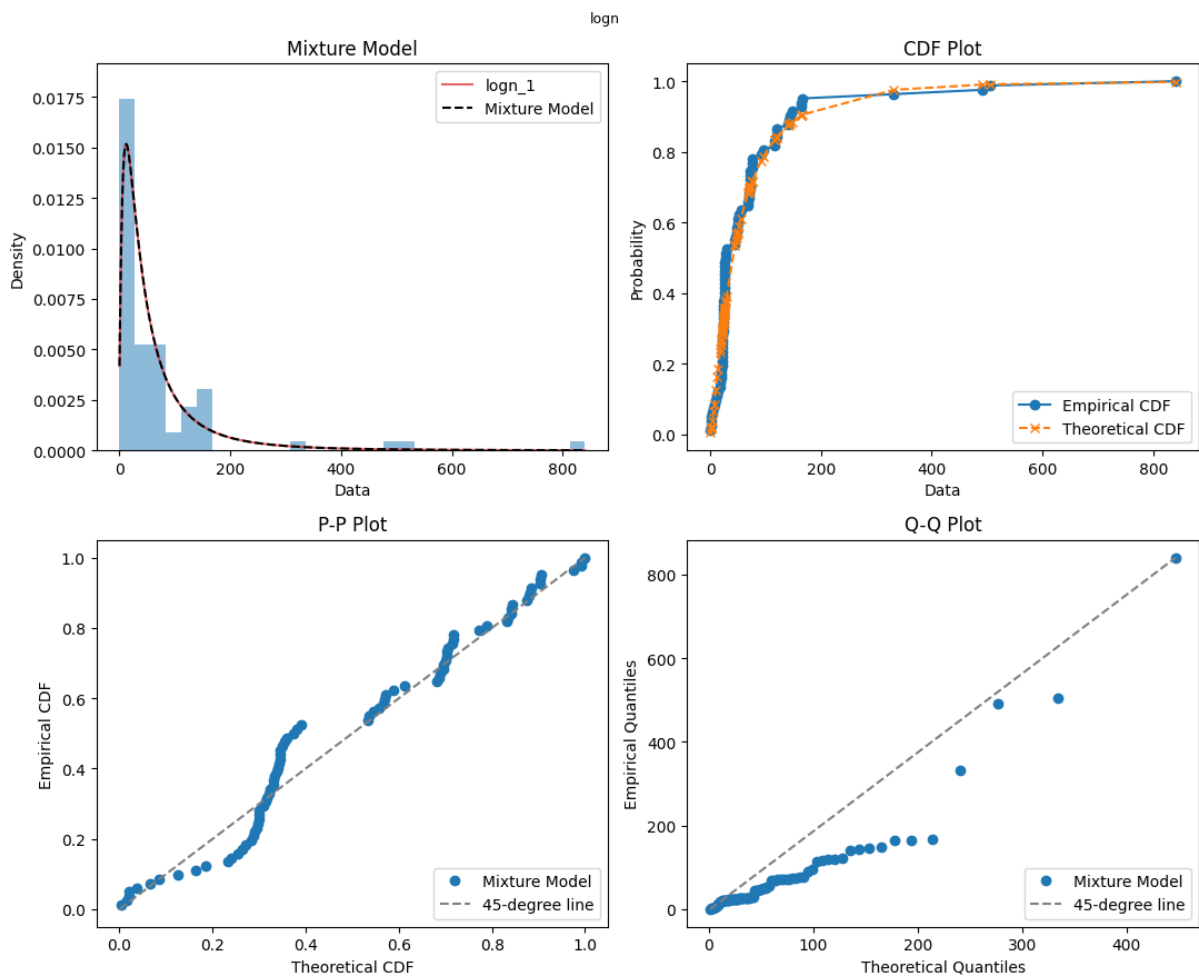 logn
Mixture Model
0.0175
0.0150
0.0125
0.0100
0.0075
0.0050
0.0025
0.0000
Density
0
200
400
600
800
Data
logn_1
Mixture Model
CDF Plot
1.0
0.8
0.6
0.4
0.2
0.0
Probability
0
200
400
600
800
Data
Empirical CDF
Theoretical CDF
P-P Plot
1.0
0.8
0.6
0.4
0.2
0.0
Empirical CDF
0.0
0.2
0.4
0.6
0.8
1.0
Theoretical CDF
Mixture Model
45-degree line
Q-Q Plot
800
600
400
200
0
Empirical Quantiles
0
100
200
300
400
Theoretical Quantiles
Mixture Model
45-degree line